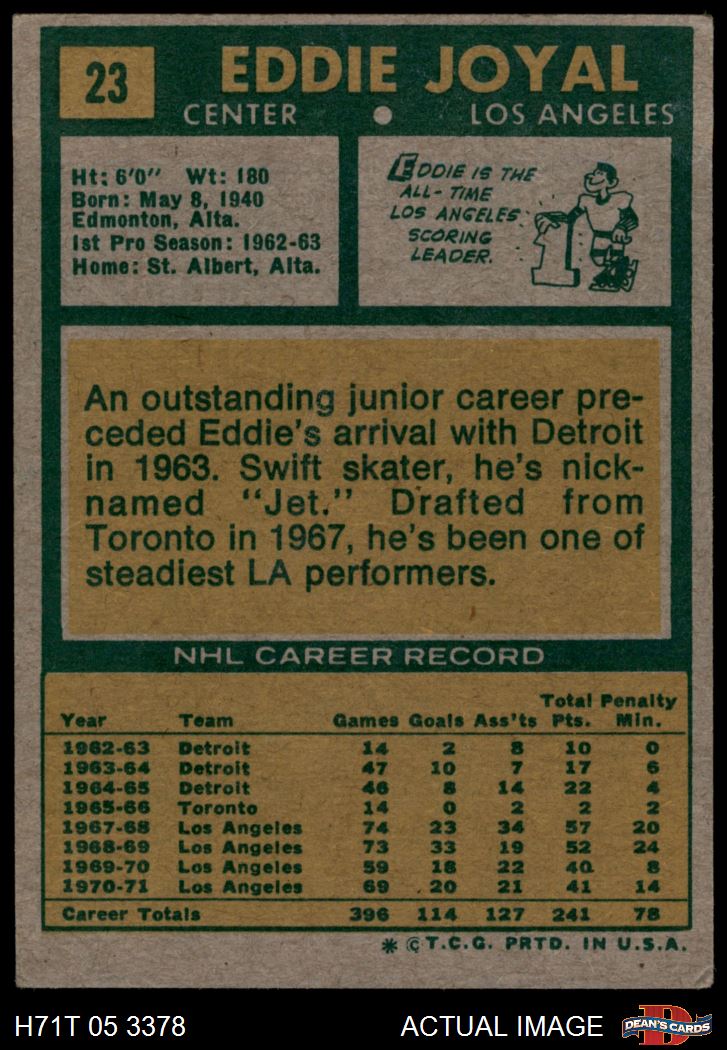 23
EDDIE JOYAL
CENTER • LOS ANGELES
Ht: 6'0" Wt: 180
Born: May 8, 1940
Edmonton, Alta.
1st Pro Season: 1962-63
Home: St. Albert, Alta.
EDDIE IS THE
ALL-TIME
LOS ANGELES
SCORING
LEADER.
1
An outstanding junior career pre-
ceded Eddie's arrival with Detroit
in 1963. Swift skater, he's nick-
named "Jet." Drafted from
Toronto in 1967, he's been one of
steadiest LA performers.
NHL CAREER RECORD
Total Penalty
Year Team Games Goals Ass'ts Pts. Min.
1962-63 Detroit 14 2 8 10 0
1963-64 Detroit 47 10 7 17 6
1964-65 Detroit 46 8 14 22 4
1965-66 Toronto 14 0 2 2 2
1967-68 Los Angeles 74 23 34 57 20
1968-69 Los Angeles 73 33 19 52 24
1969-70 Los Angeles 59 18 22 40 8
1970-71 Los Angeles 69 20 21 41 14
Career Totals 396 114 127 241 78
* © T.C.G. PRTD. IN U.S.A.
H71T 05 3378 ACTUAL IMAGE
D
DEAN'S CARDS